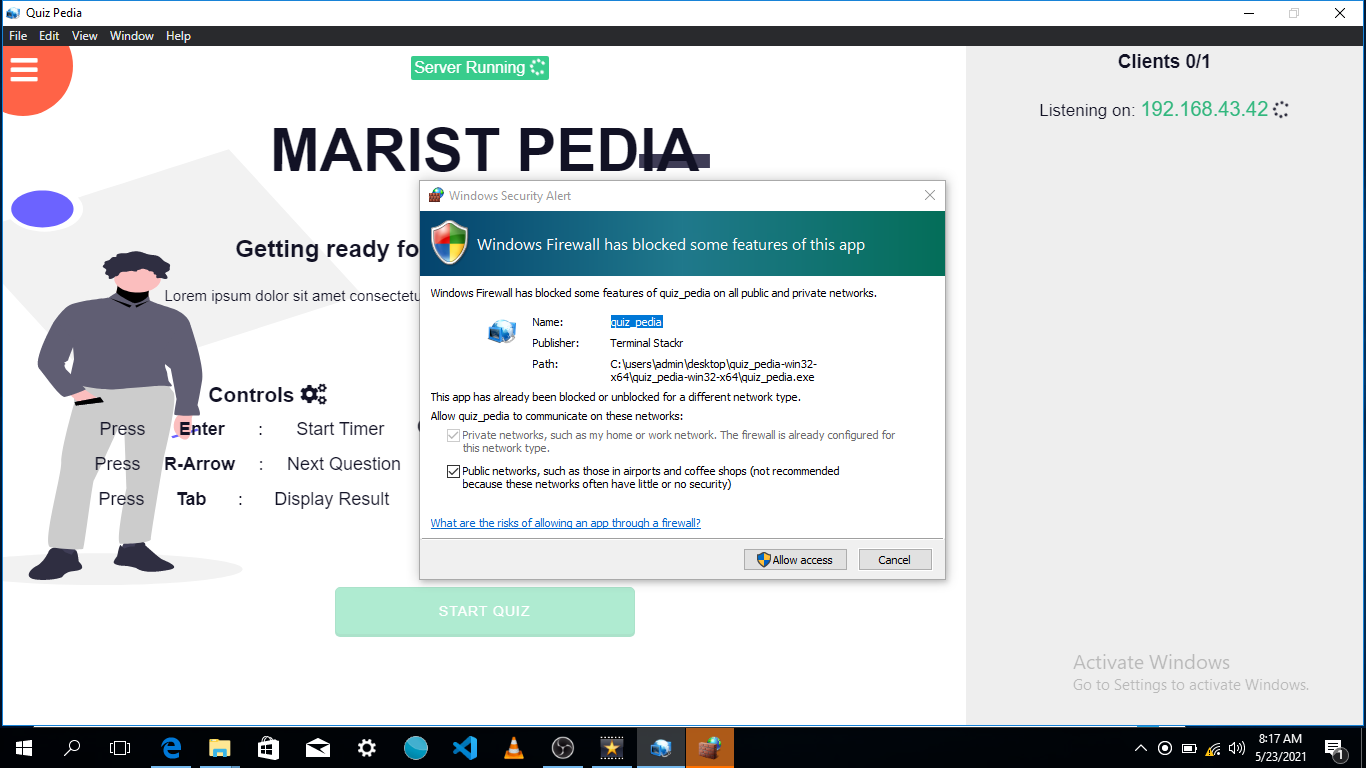 Quiz Pedia
File Edit View Window Help
Server Running
Clients 0/1
Listening on: 192.168.43.42
MARIST PEDIA
Getting ready fo
Lorem ipsum dolor sit amet consectetu
Controls
Press Enter : Start Timer
Press R-Arrow : Next Question
Press Tab : Display Result
START QUIZ
Windows Security Alert
Windows Firewall has blocked some features of this app
Windows Firewall has blocked some features of quiz_pedia on all public and private networks.
Name: quiz_pedia
Publisher: Terminal Stackr
Path: C:\users\admin\desktop\quiz_pedia-win32-
x64\quiz_pedia-win32-x64\quiz_pedia.exe
This app has already been blocked or unblocked for a different network type.
Allow quiz_pedia to communicate on these networks:
Private networks, such as my home or work network. The firewall is already configured for
this network type.
Public networks, such as those in airports and coffee shops (not recommended
because these networks often have little or no security)
What are the risks of allowing an app through a firewall?
Allow access Cancel
Activate Windows
Go to Settings to activate Windows.
8:17 AM
5/23/2021
1